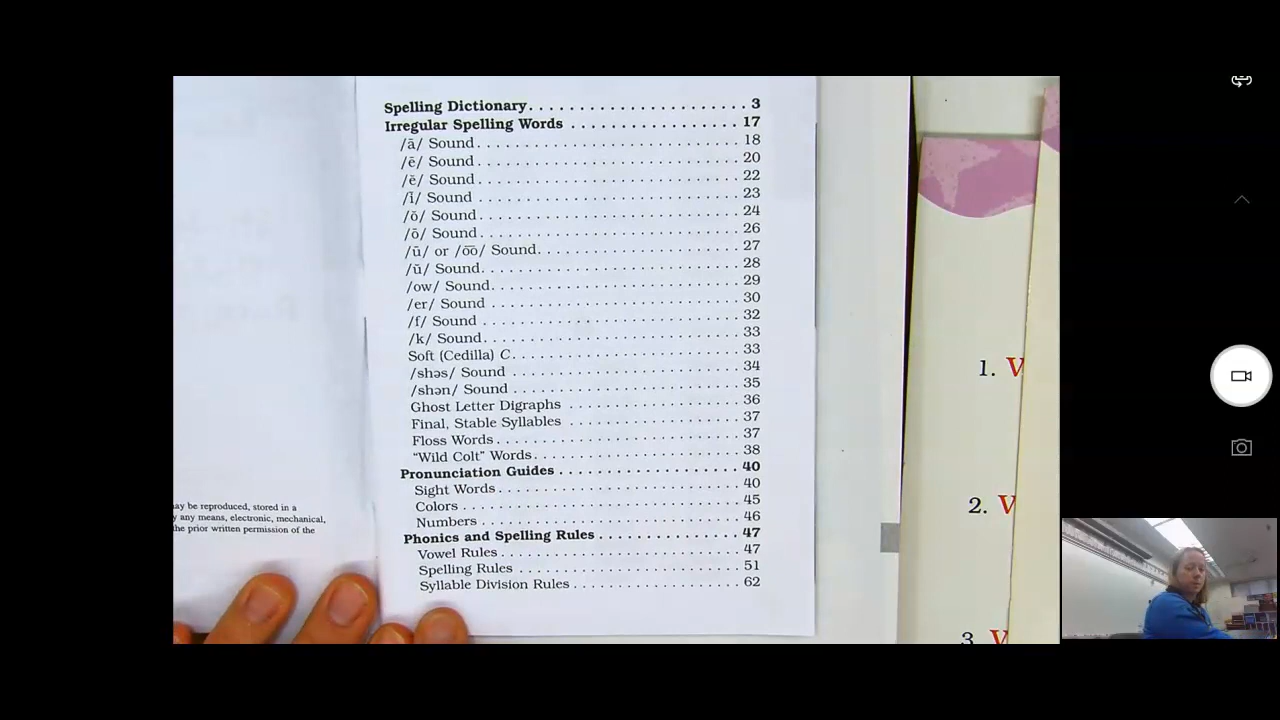 Spelling Dictionary. . . . . . . . . . . . . . . . . . . . . . . 3
Irregular Spelling Words . . . . . . . . . . . . . . . . . . 17
/ā/ Sound. . . . . . . . . . . . . . . . . . . . . . . . . . . . 18
/ē/ Sound . . . . . . . . . . . . . . . . . . . . . . . . . . . 20
/ĕ/ Sound . . . . . . . . . . . . . . . . . . . . . . . . . . . 22
/ī/ Sound . . . . . . . . . . . . . . . . . . . . . . . . . . . 23
/ŏ/ Sound. . . . . . . . . . . . . . . . . . . . . . . . . . . 24
/ō/ Sound. . . . . . . . . . . . . . . . . . . . . . . . . . . 26
/ū/ or /o͞o/ Sound. . . . . . . . . . . . . . . . . . . . . 27
/ŭ/ Sound. . . . . . . . . . . . . . . . . . . . . . . . . . . 28
/ow/ Sound. . . . . . . . . . . . . . . . . . . . . . . . . . 29
/er/ Sound . . . . . . . . . . . . . . . . . . . . . . . . . . 30
/f/ Sound . . . . . . . . . . . . . . . . . . . . . . . . . . . 32
/k/ Sound. . . . . . . . . . . . . . . . . . . . . . . . . . . 33
Soft (Cedilla) C. . . . . . . . . . . . . . . . . . . . . . . . 33
/shəs/ Sound . . . . . . . . . . . . . . . . . . . . . . . . 34
/shən/ Sound . . . . . . . . . . . . . . . . . . . . . . . . 35
Ghost Letter Digraphs . . . . . . . . . . . . . . . . . . 36
Final, Stable Syllables . . . . . . . . . . . . . . . . . . 37
Floss Words. . . . . . . . . . . . . . . . . . . . . . . . . . 37
“Wild Colt” Words. . . . . . . . . . . . . . . . . . . . . . 38
Pronunciation Guides . . . . . . . . . . . . . . . . . . . 40
Sight Words. . . . . . . . . . . . . . . . . . . . . . . . . . 40
Colors . . . . . . . . . . . . . . . . . . . . . . . . . . . . . . 45
Numbers . . . . . . . . . . . . . . . . . . . . . . . . . . . . 46
Phonics and Spelling Rules . . . . . . . . . . . . . . . 47
Vowel Rules . . . . . . . . . . . . . . . . . . . . . . . . . . 47
Spelling Rules . . . . . . . . . . . . . . . . . . . . . . . . 51
Syllable Division Rules . . . . . . . . . . . . . . . . . . 62
may be reproduced, stored in a
y any means, electronic, mechanical,
the prior written permission of the
1. V
2. V
3. V